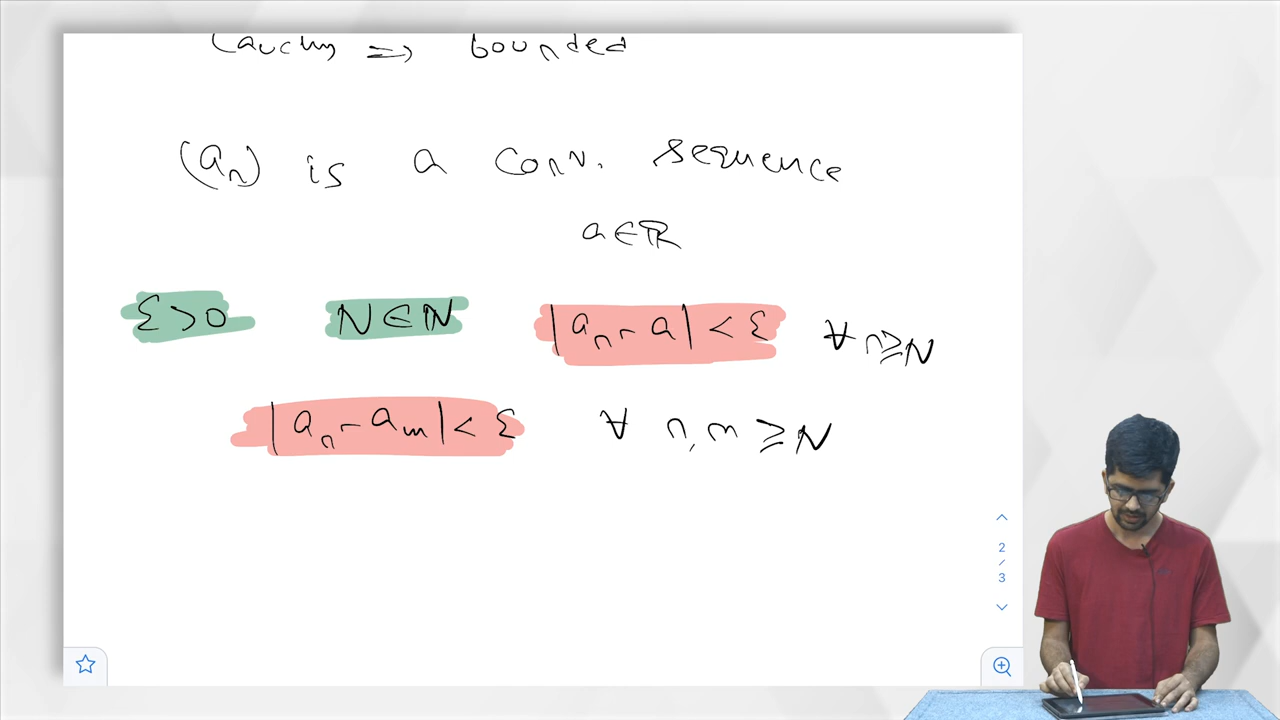 Cauchy ⇒ bounded
(aₙ) is a conv. sequence
a∈ℝ
ε>0 N∈ℕ |aₙ-a|<ε ∀ n≥N
|aₙ-aₘ|<ε ∀ n,m ≥N
2
/
3